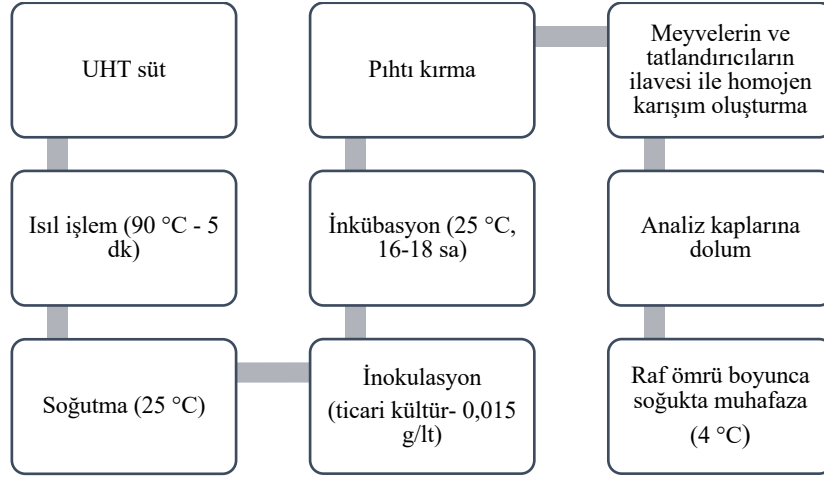 UHT süt
Isıl işlem (90 °C - 5
dk)
Soğutma (25 °C)
İnokulasyon
(ticari kültür- 0,015
g/lt)
İnkübasyon (25 °C,
16-18 sa)
Pıhtı kırma
Meyvelerin ve
tatlandırıcıların
ilavesi ile homojen
karışım oluşturma
Analiz kaplarına
dolum
Raf ömrü boyunca
soğukta muhafaza
(4 °C)